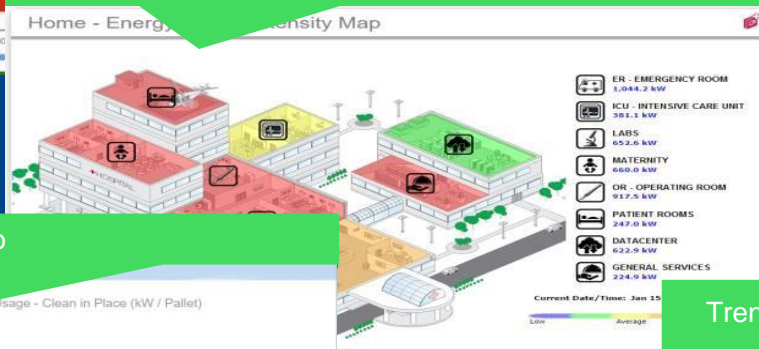 Home - Energy
ensity Map
ER - EMERGENCY ROOM
1,044.2 kW
ICU - INTENSIVE CARE UNIT
381.1 kW
LABS
652.6 kW
MATERNITY
660.0 kW
OR - OPERATING ROOM
917.5 kW
PATIENT ROOMS
247.0 kW
DATACENTER
622.9 kW
GENERAL SERVICES
224.9 kW
HOSPITAL
sage - Clean in Place (kW / Pallet)
Current Date/Time: Jan 15
Low
Average
Tren